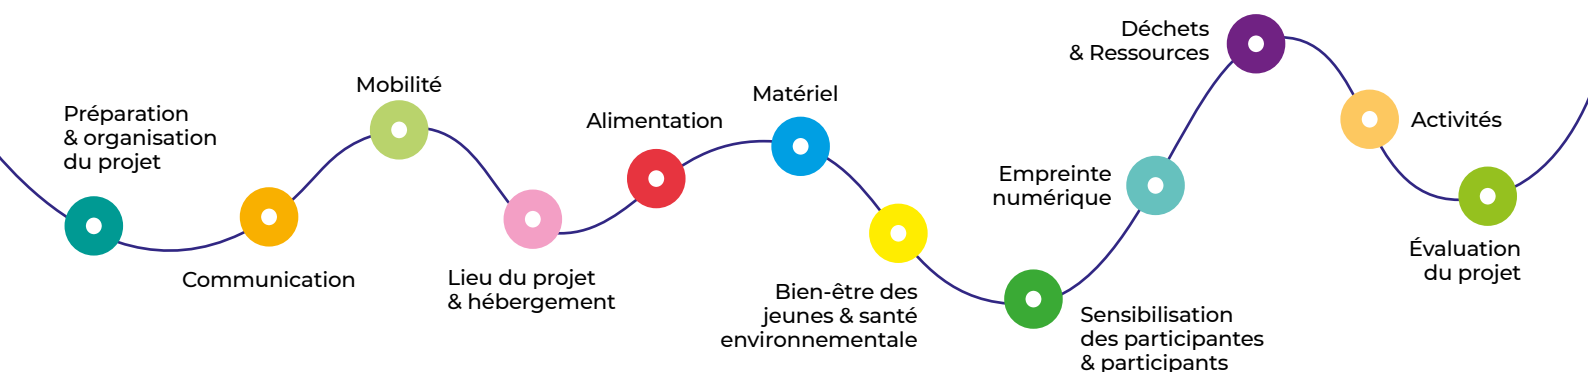 Préparation
& organisation
du projet
Communication
Mobilité
Lieu du projet
& hébergement
Alimentation
Matériel
Bien-être des
jeunes & santé
environnementale
Sensibilisation
des participantes
& participants
Empreinte
numérique
Déchets
& Ressources
Activités
Évaluation
du projet